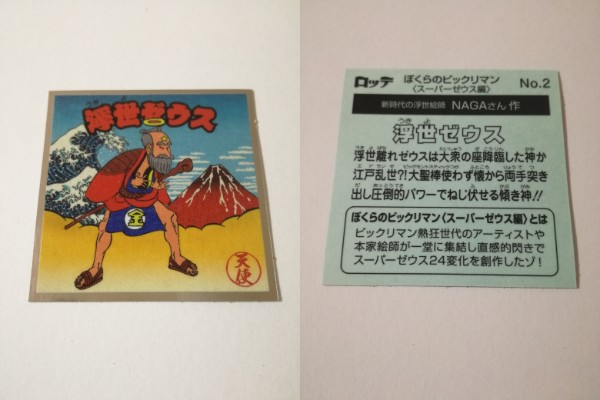 浮世ゼウス
金
天使
ロッテ ぼくらのビックリマン 〈スーパーゼウス編〉 No.2
新時代の浮世絵師 NAGAさん 作
浮世ゼウス
浮世離れゼウスは大衆の座降臨した神か
江戸乱世?!大聖棒使わず懐から両手突き
出し圧倒的パワーでねじ伏せる傾き神!!
ぼくらのビックリマン〈スーパーゼウス編〉とは
ビックリマン熱狂世代のアーティストや
本家絵師が一堂に集結し直感的閃きで
スーパーゼウス24変化を創作したゾ!